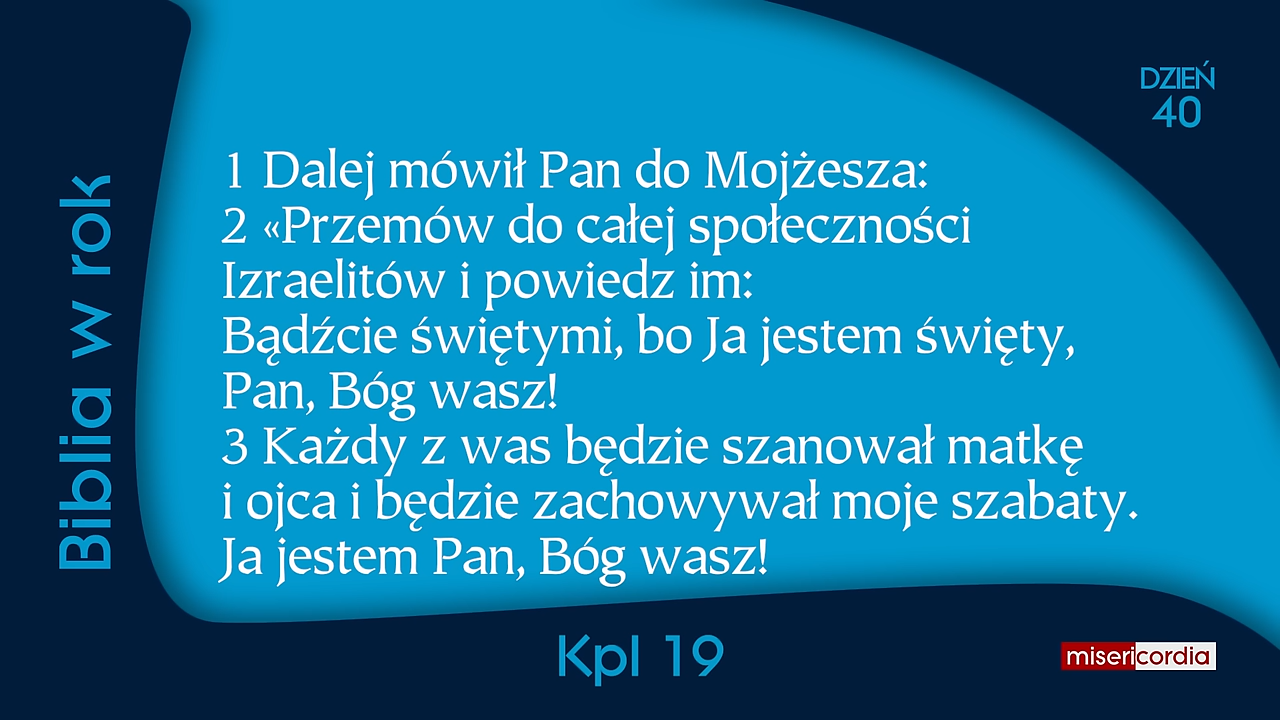 DZIEŃ
40
1 Dalej mówił Pan do Mojżesza:
2 «Przemów do całej społeczności
Izraelitów i powiedz im:
Bądźcie świętymi, bo Ja jestem święty,
Pan, Bóg wasz!
3 Każdy z was będzie szanował matkę
i ojca i będzie zachowywał moje szabaty.
Ja jestem Pan, Bóg wasz!
Biblia w rok
Kpl 19
misericordia